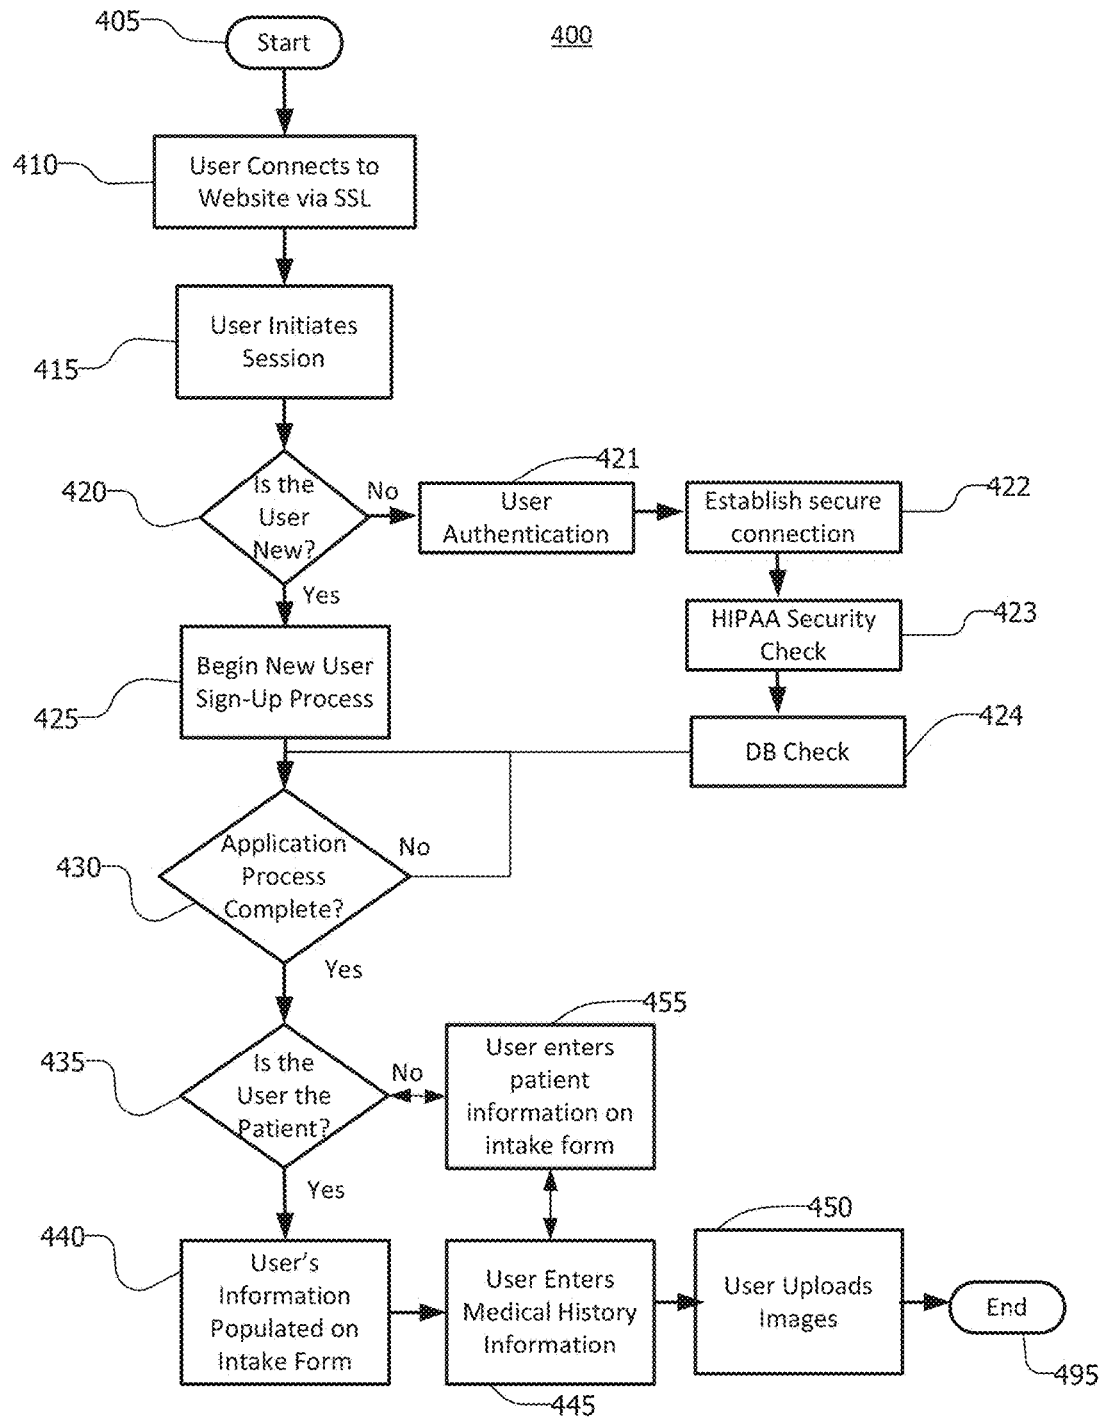 405
Start
400
410
User Connects to
Website via SSL
415
User Initiates
Session
420
Is the
User
New?
No
Yes
421
User
Authentication
422
Establish secure
connection
423
HIPAA Security
Check
424
DB Check
425
Begin New User
Sign-Up Process
430
Application
Process
Complete?
No
Yes
435
Is the
User the
Patient?
No
Yes
455
User enters
patient
information on
intake form
440
User's
Information
Populated on
Intake Form
445
User Enters
Medical History
Information
450
User Uploads
Images
End
495